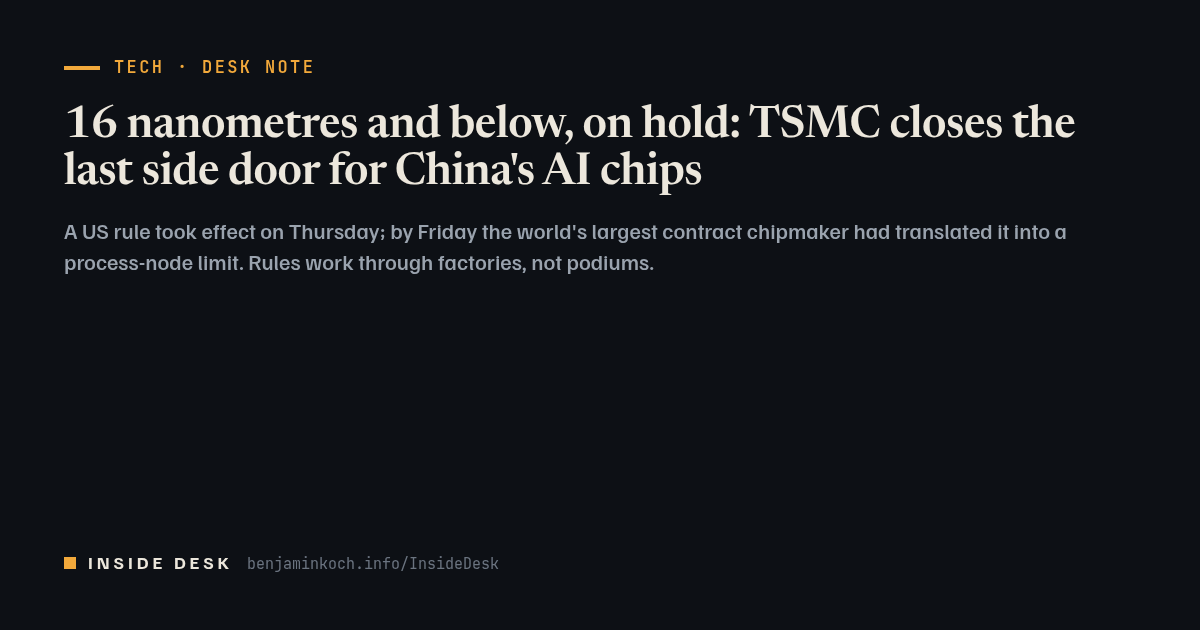 TECH · DESK NOTE
16 nanometres and below, on hold: TSMC closes the
last side door for China's AI chips
A US rule took effect on Thursday; by Friday the world's largest contract chipmaker had translated it into a
process-node limit. Rules work through factories, not podiums.
INSIDE DESK benjaminkoch.info/InsideDesk